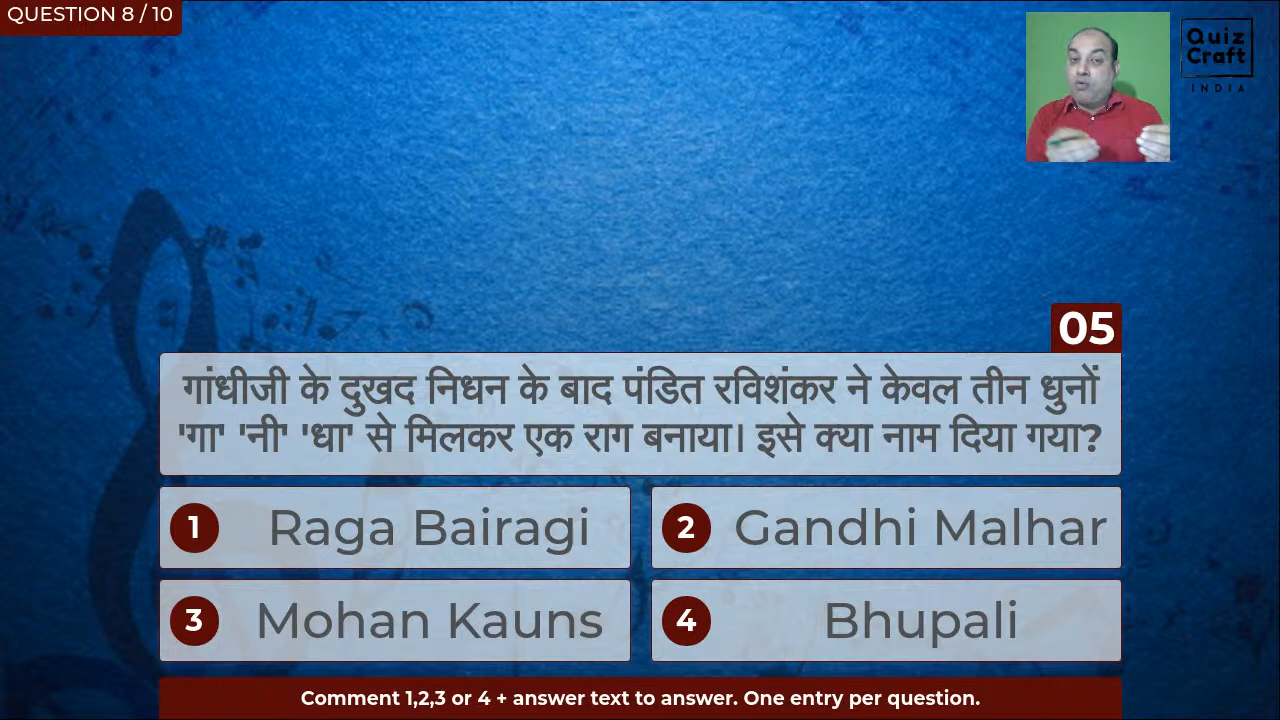 QUESTION 8 / 10
Quiz
Craft
INDIA
05
गांधीजी के दुखद निधन के बाद पंडित रविशंकर ने केवल तीन धुनों
'गा' 'नी' 'धा' से मिलकर एक राग बनाया। इसे क्या नाम दिया गया?
1 Raga Bairagi
2 Gandhi Malhar
3 Mohan Kauns
4 Bhupali
Comment 1,2,3 or 4 + answer text to answer. One entry per question.